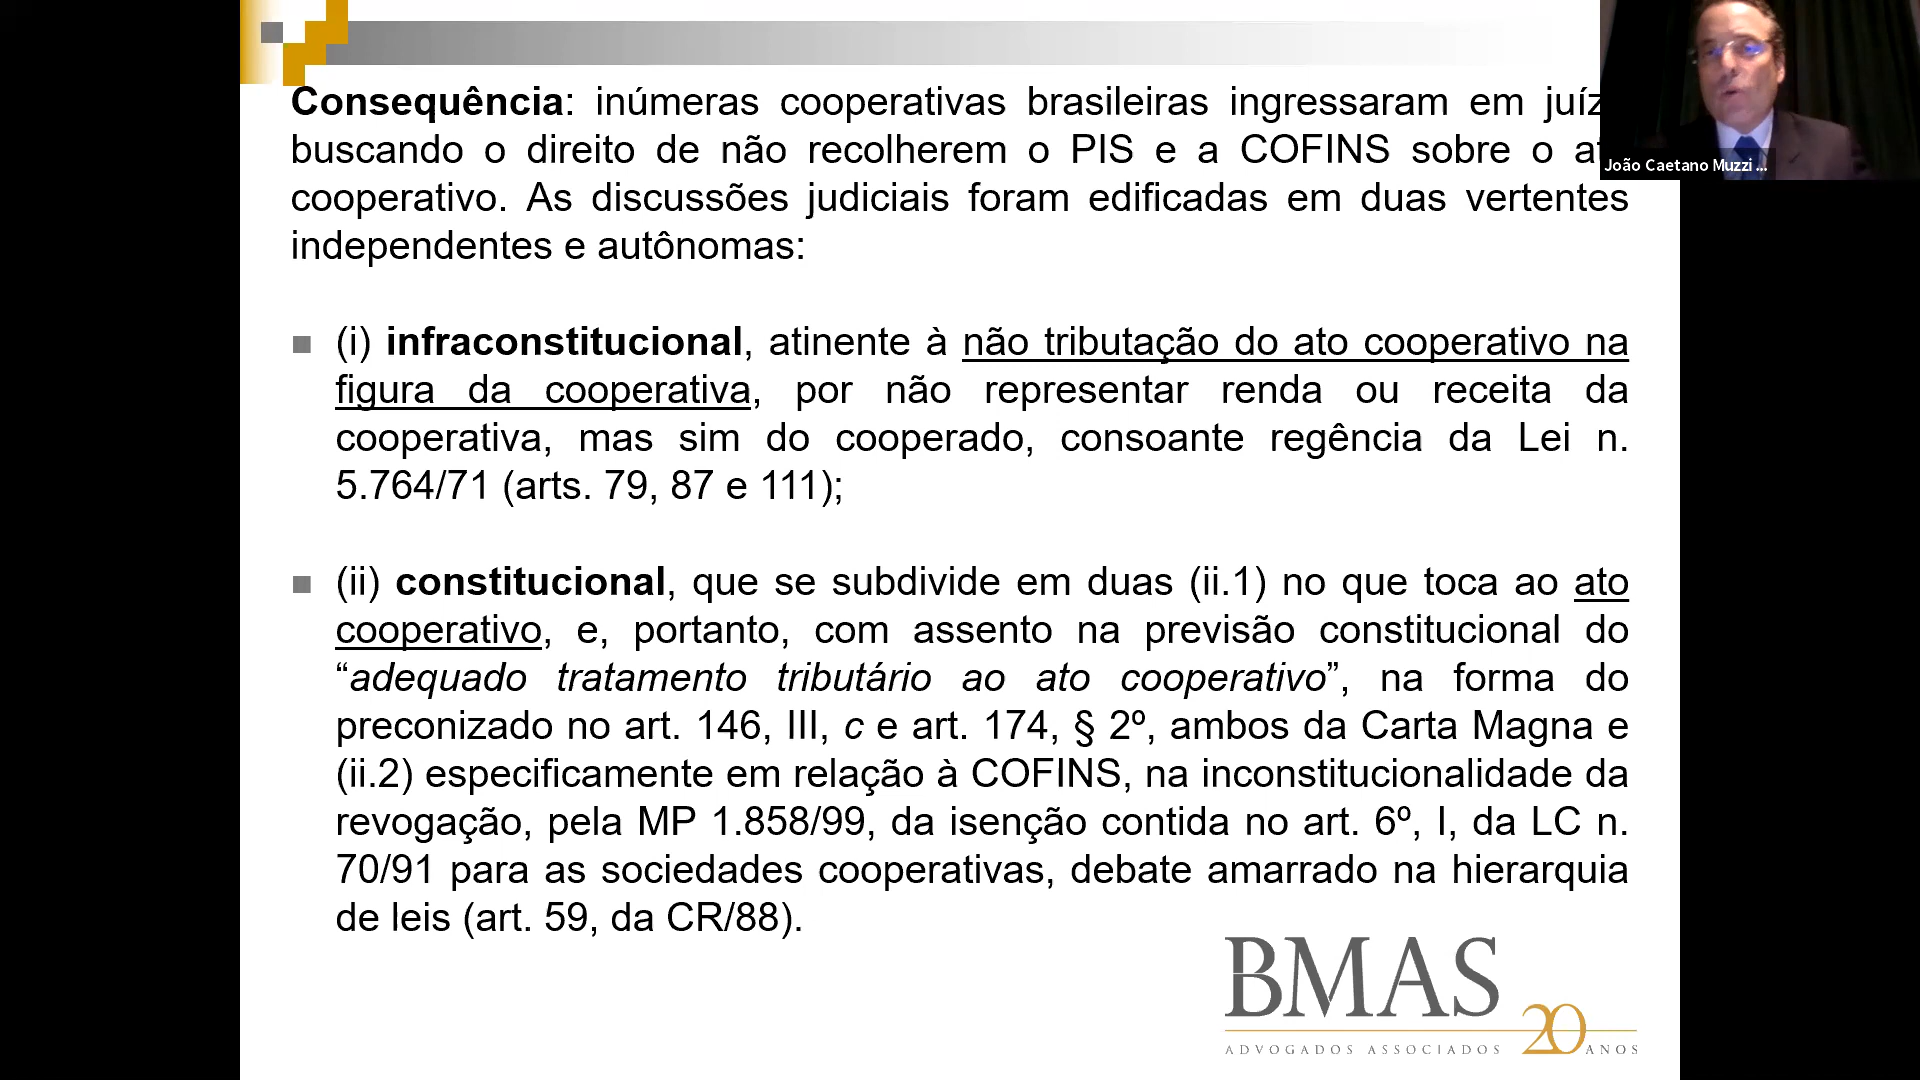 Consequência: inúmeras cooperativas brasileiras ingressaram em juíz
buscando o direito de não recolherem o PIS e a COFINS sobre o
cooperativo. As discussões judiciais foram edificadas em duas vertentes
independentes e autônomas:
(i) infraconstitucional, atinente à não tributação do ato cooperativo na
figura da cooperativa, por não representar renda ou receita da
cooperativa, mas sim do cooperado, consoante regência da Lei n.
5.764/71 (arts. 79, 87 e 111);
(ii) constitucional, que se subdivide em duas (ii.1) no que toca ao ato
cooperativo, e, portanto, com assento na previsão constitucional do
“adequado tratamento tributário ao ato cooperativo”, na forma do
preconizado no art. 146, III, c e art. 174, § 2º, ambos da Carta Magna e
(ii.2) especificamente em relação à COFINS, na inconstitucionalidade da
revogação, pela MP 1.858/99, da isenção contida no art. 6º, I, da LC n.
70/91 para as sociedades cooperativas, debate amarrado na hierarquia
de leis (art. 59, da CR/88).
João Caetano Muzzi ...
BMAS
ADVOGADOS ASSOCIADOS 20 ANOS